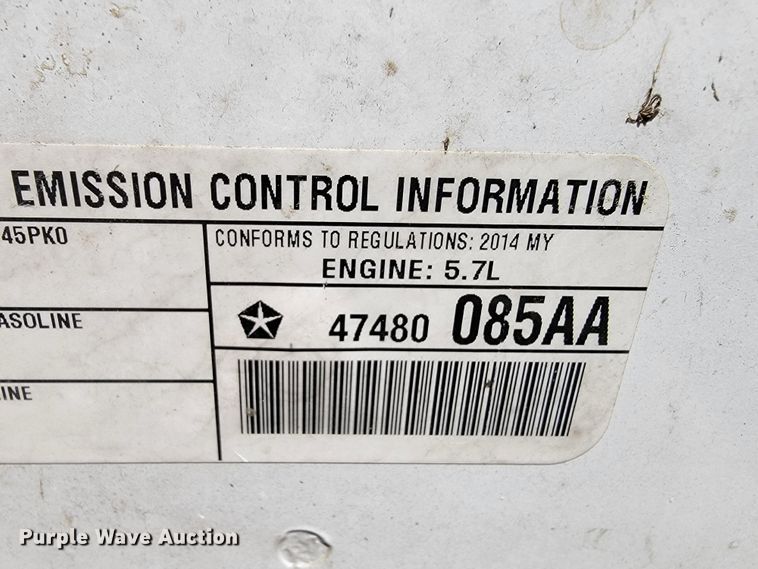 EMISSION CONTROL INFORMATION
45PK0
CONFORMS TO REGULATIONS: 2014 MY
ENGINE: 5.7L
ASOLINE
47480 085AA
INE
Purple Wave Auction